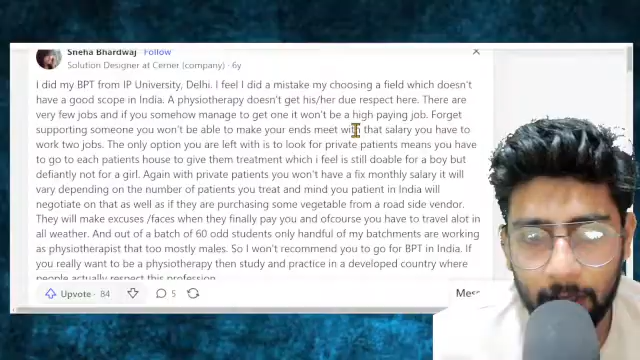 Sneha Bhardwaj Follow
Solution Designer at Cerner (company) · 6y
I did my BPT from IP University, Delhi. I feel I did a mistake my choosing a field which doesn't
have a good scope in India. A physiotherapy doesn't get his/her due respect here. There are
very few jobs and if you somehow manage to get one it won't be a high paying job. Forget
supporting someone you won't be able to make your ends meet with that salary you have to
work two jobs. The only option you are left with is to look for private patients means you have
to go to each patients house to give them treatment which i feel is still doable for a boy but
defiantly not for a girl. Again with private patients you won't have a fix monthly salary it will
vary depending on the number of patients you treat and mind you patient in India will
negotiate on that as well as if they are purchasing some vegetable from a road side vendor.
They will make excuses /faces when they finally pay you and ofcourse you have to travel alot in
all weather. And out of a batch of 60 odd students only handful of my batchments are working
as physiotherapist that too mostly males. So I won't recommend you to go for BPT in India. If
you really want to be a physiotherapy then study and practice in a developed country where
people actually respect this profession
Upvote · 84 5